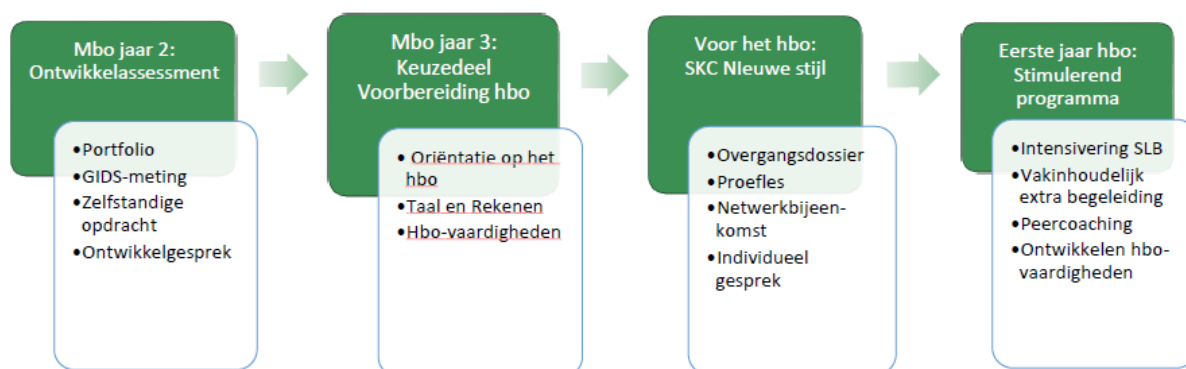 Mbo jaar 2:
Ontwikkelassessment
•Portfolio
•GIDS-meting
•Zelfstandige
opdracht
•Ontwikkelgesprek
Mbo jaar 3:
Keuzedeel
Voorbereiding hbo
• Oriëntatie op het
hbo
•Taal en Rekenen
•Hbo-vaardigheden
Voor het hbo:
SKC NIeuwe stijl
•Overgangsdossier
•Proefles
•Netwerkbijeen-
komst
•Individueel
gesprek
Eerste jaar hbo:
Stimulerend
programma
•Intensivering SLB
•Vakinhoudelijk
extra begeleiding
•Peercoaching
•Ontwikkelen hbo-
vaardigheden